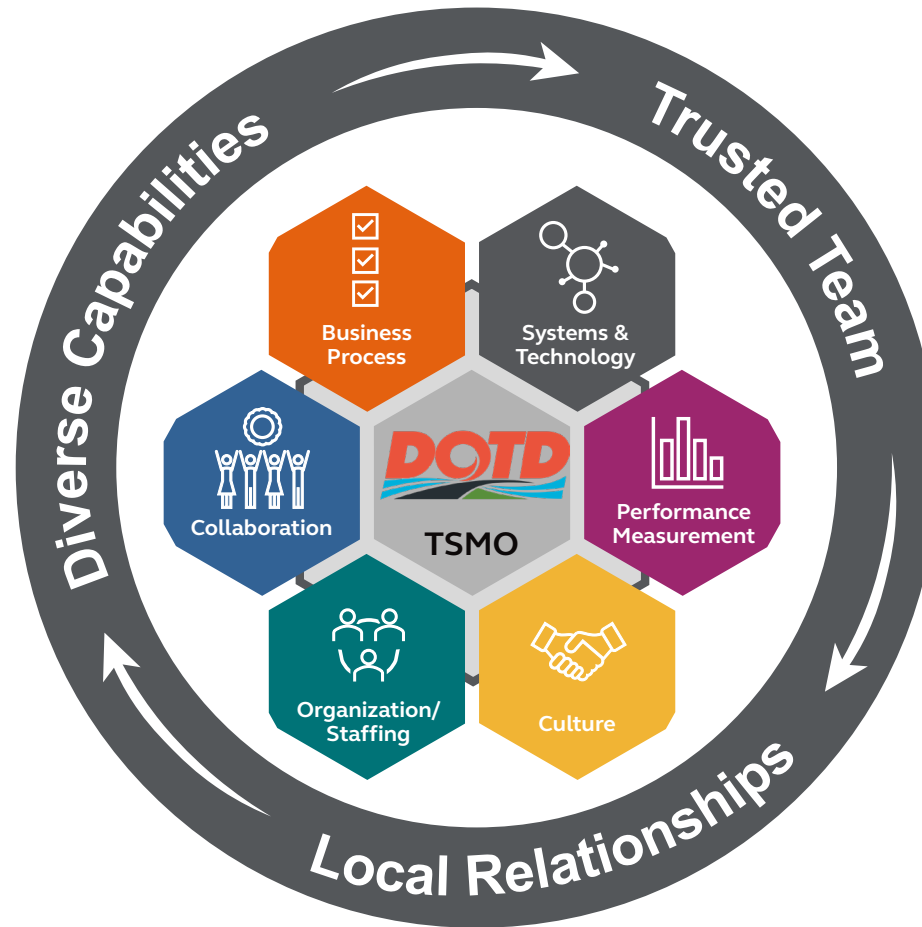 Diverse Capabilities
Trusted Team
Business
Process
Systems &
Technology
Collaboration
DOTD
TSMO
Performance
Measurement
Organization/
Staffing
Culture
Local Relationships